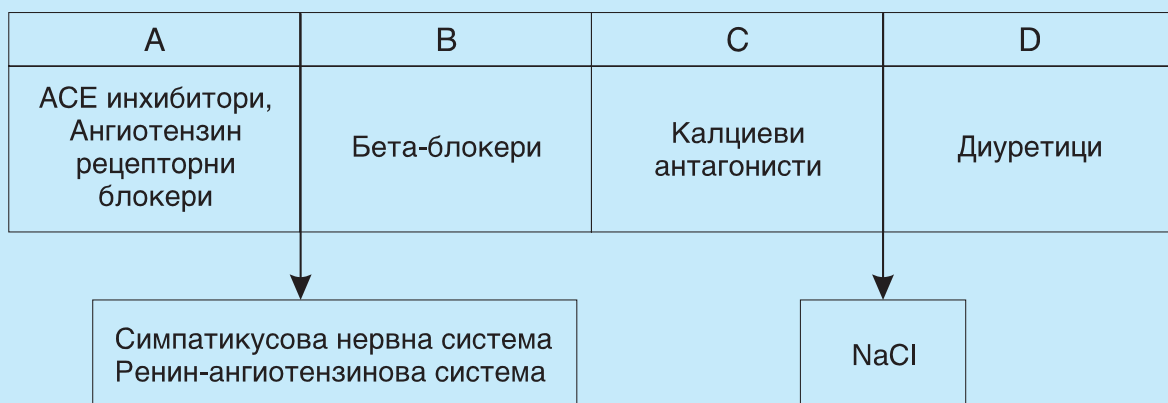 A
B
C
D
ACE инхибитори,
Ангиотензин
рецепторни
блокери
Бета-блокери
Калциеви
антагонисти
Диуретици
Симпатикусова нервна система
Ренин-ангиотензинова система
NaCl